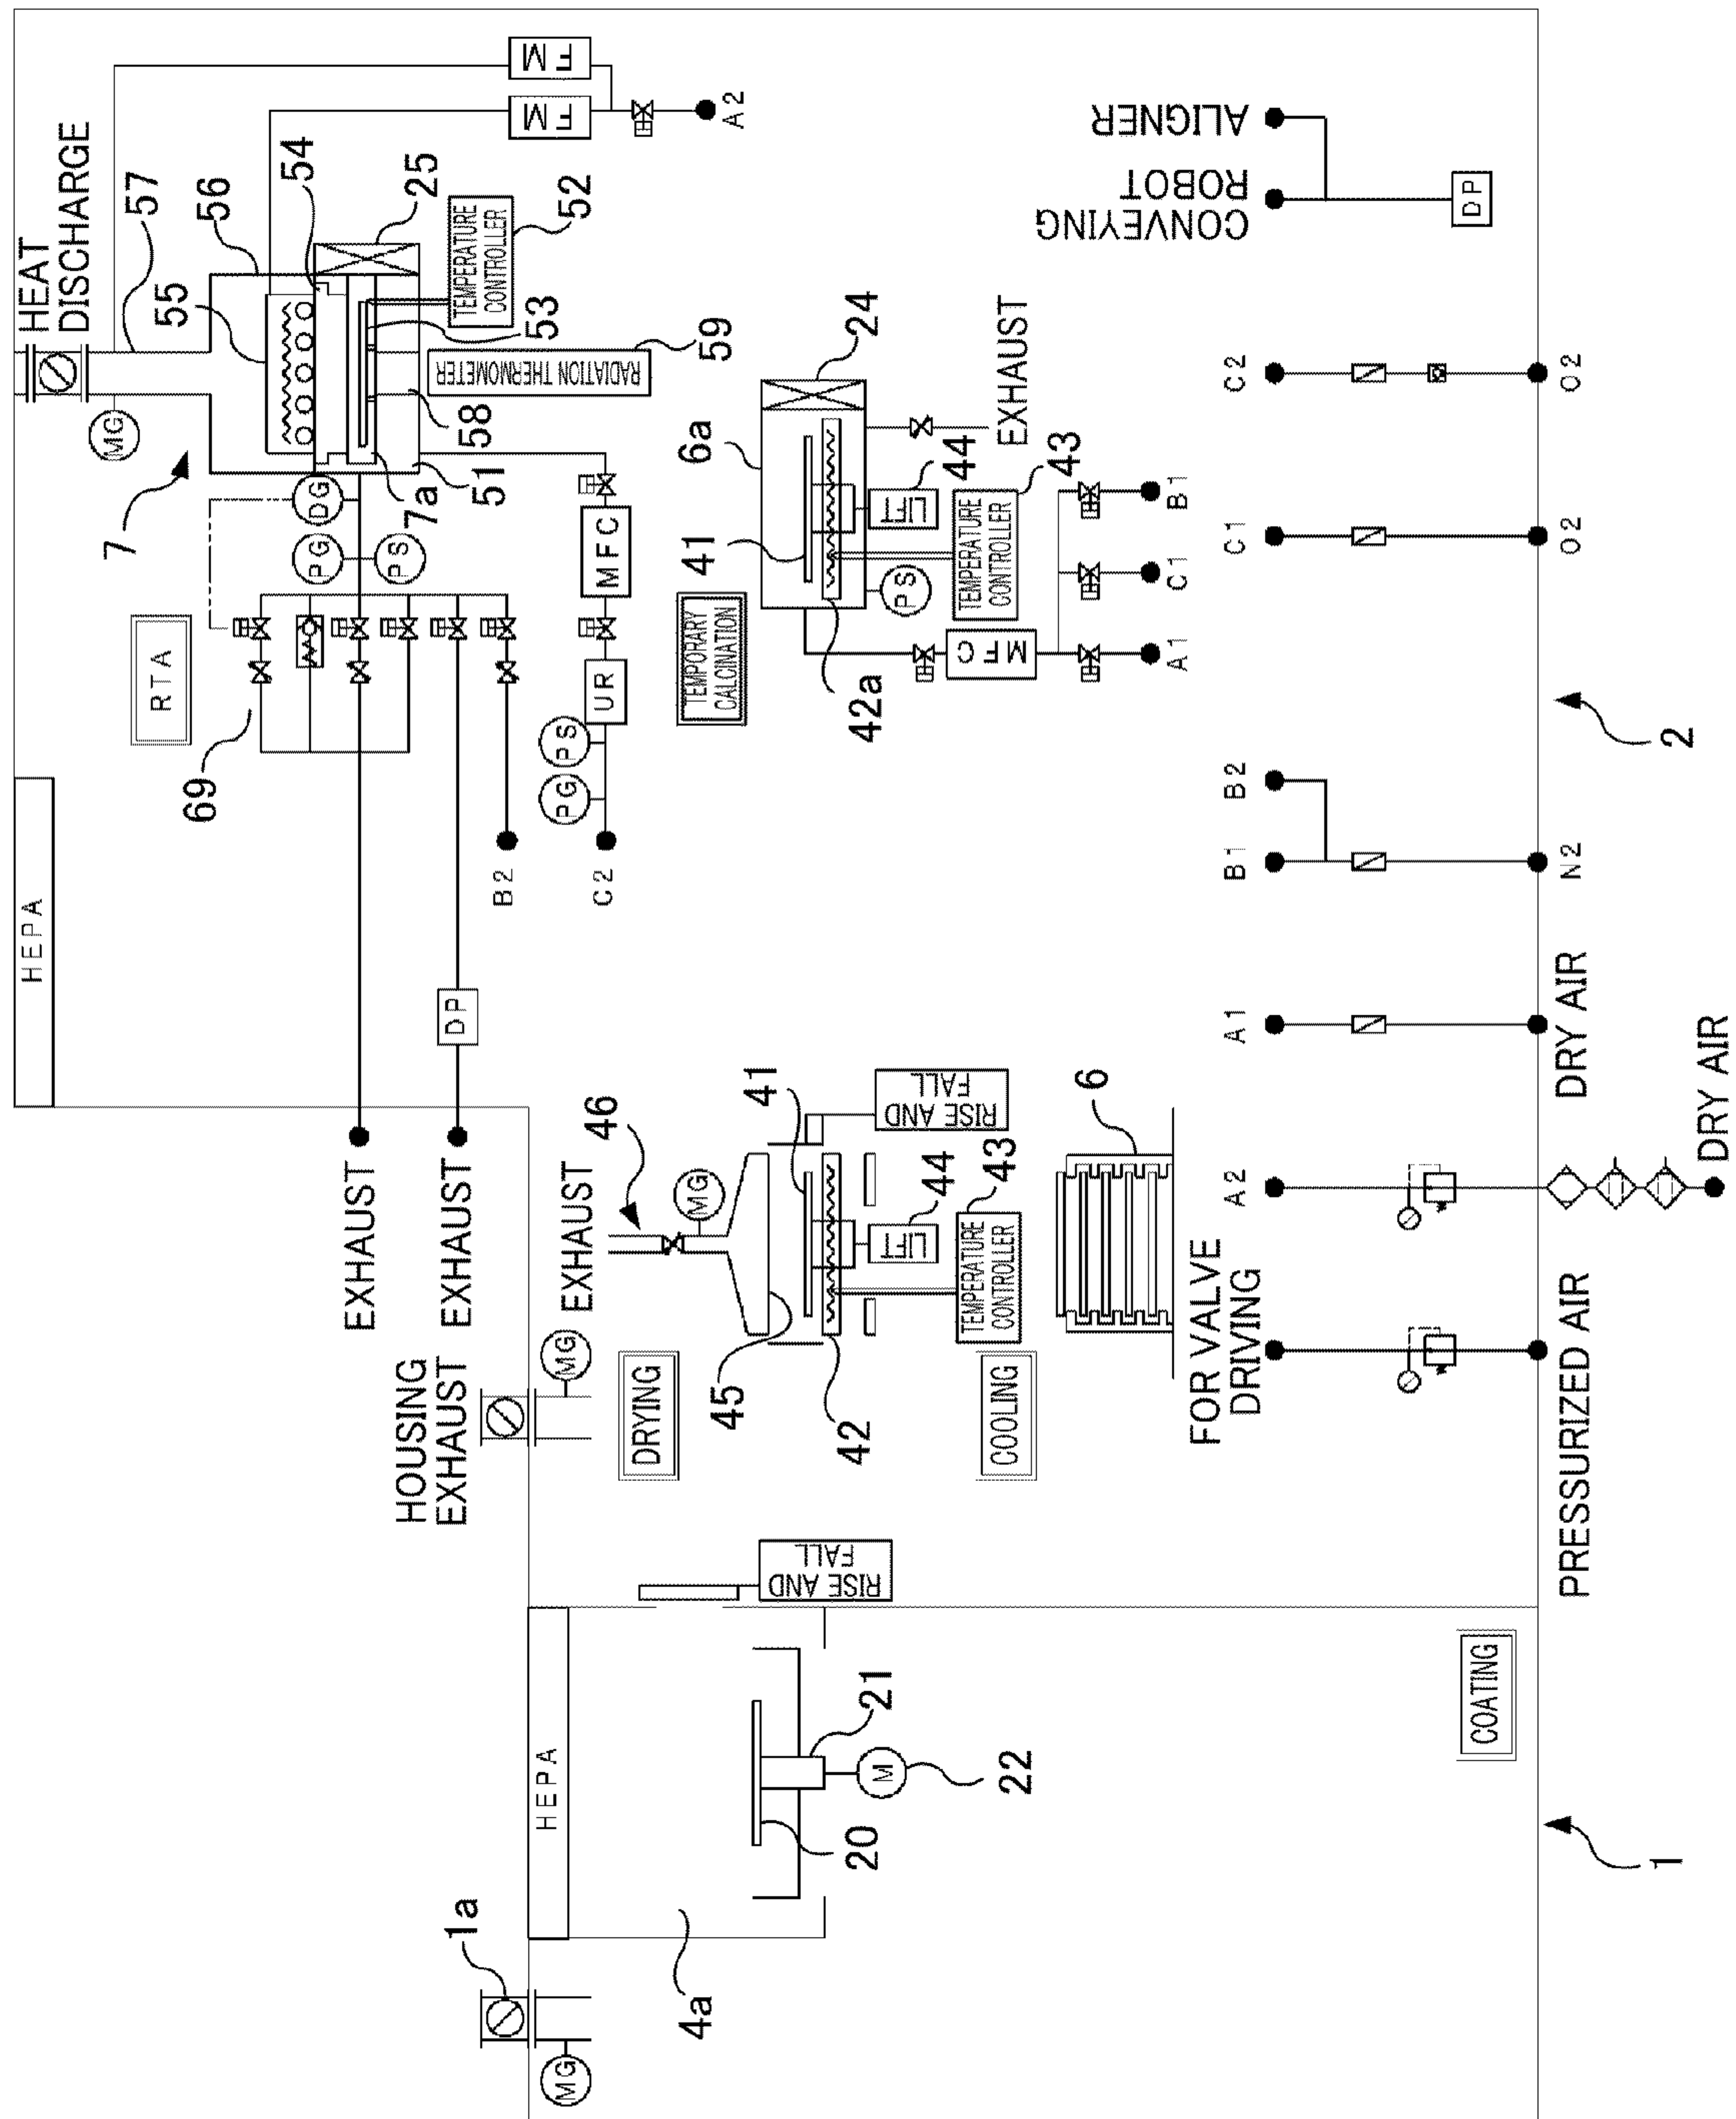 HEAT
DISCHARGE
57
56
55
54
25
FM
FM
A2
MG
7
TEMPERATURE
CONTROLLER
52
53
RADIATION THERMOMETER
59
58
51
7a
DG
PG
PS
RTA
69
MFC
UR
PS
PG
B2
C2
HEPA
DP
EXHAUST
EXHAUST
HOUSING
EXHAUST
MG
TEMPORARY
CALCINATION
6a
24
41
42a
PS
EXHAUST
LIFT
44
TEMPERATURE
CONTROLLER
43
MFC
A1
C1
B1
ALIGNER
CONVEYING
ROBOT
DP
DRYING
EXHAUST
46
MG
41
45
42
RISE AND
FALL
LIFT
44
TEMPERATURE
CONTROLLER
43
COOLING
6
FOR VALVE
DRIVING
A2
A1
B1
B2
C1
C2
PRESSURIZED AIR
DRY AIR
DRY AIR
N2
O2
O2
2
1a
MG
HEPA
4a
20
21
M
22
RISE AND
FALL
COATING
1